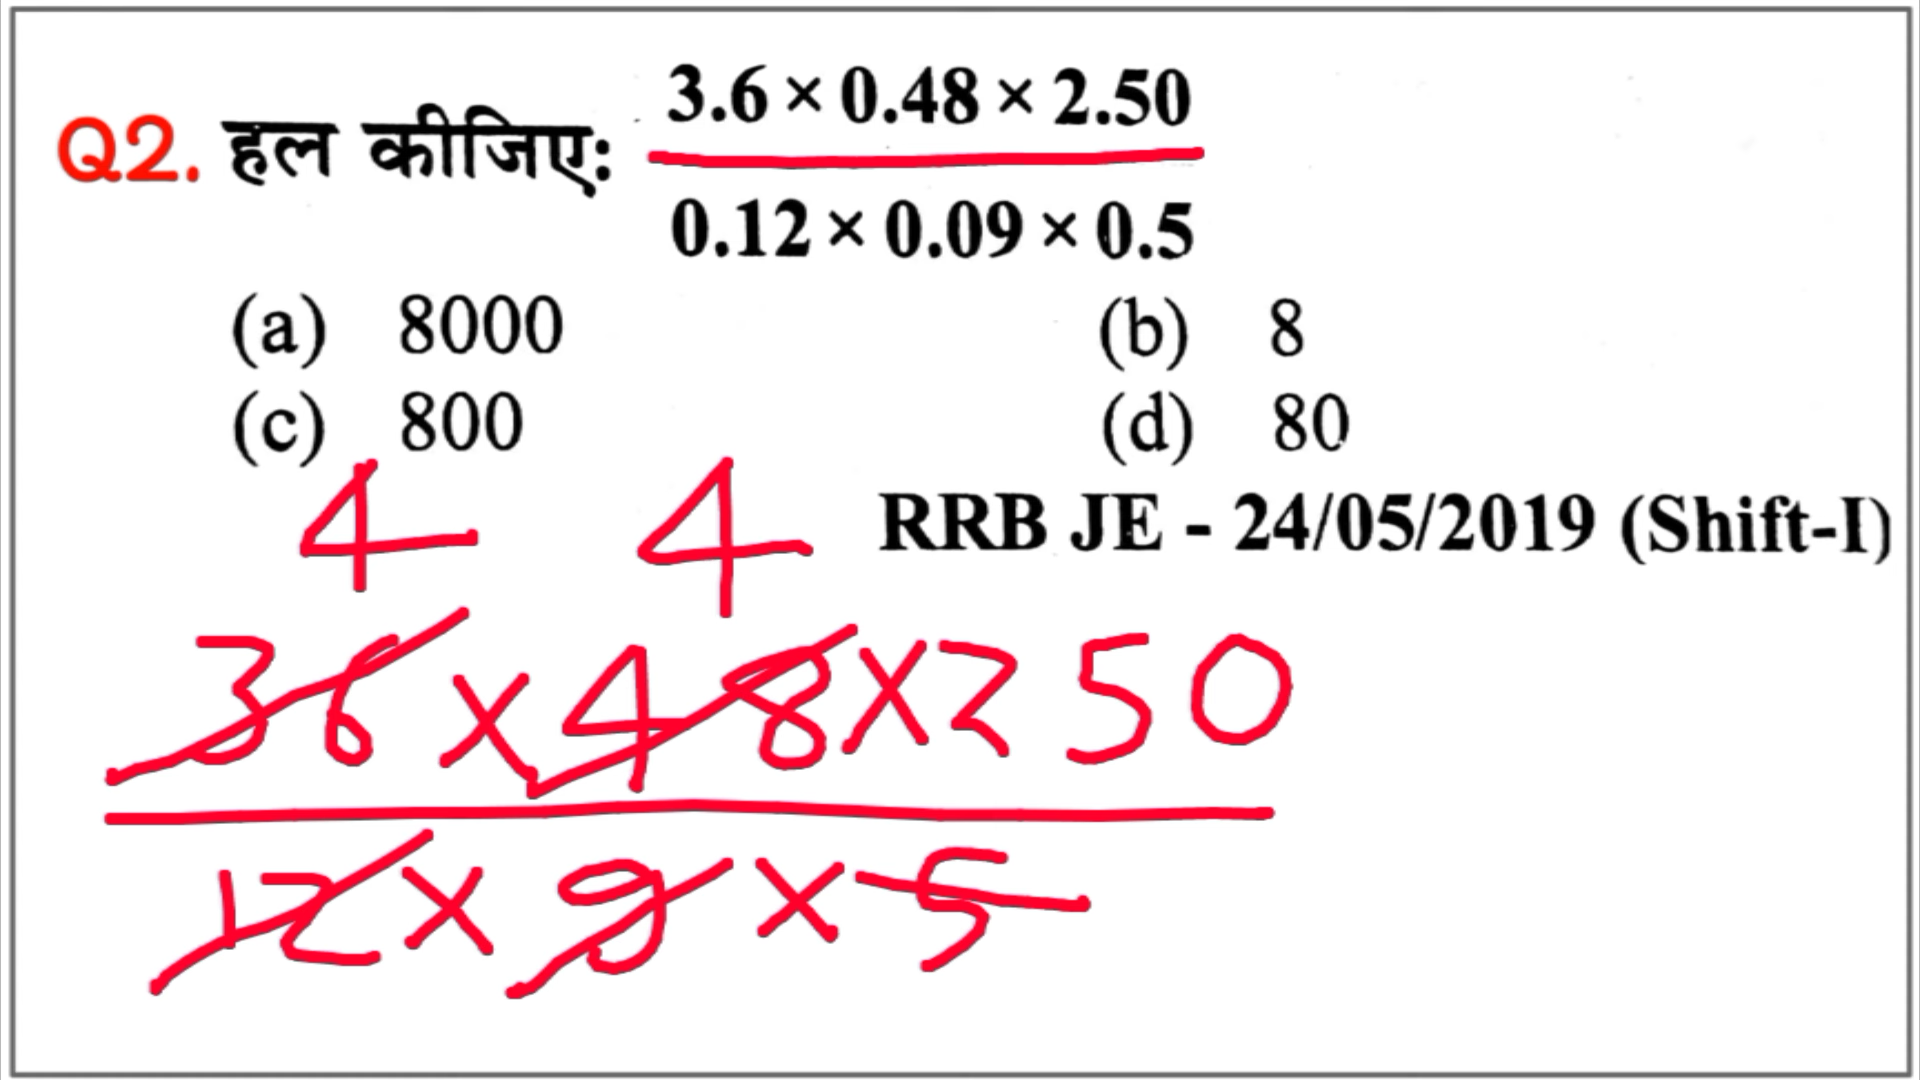 Q2. हल कीजिए: 3.6 × 0.48 × 2.50
0.12 × 0.09 × 0.5
(a) 8000 (b) 8
(c) 800 (d) 80
RRB JE - 24/05/2019 (Shift-I)
4 4
36 × 48 × 250
12 × 9 × 5